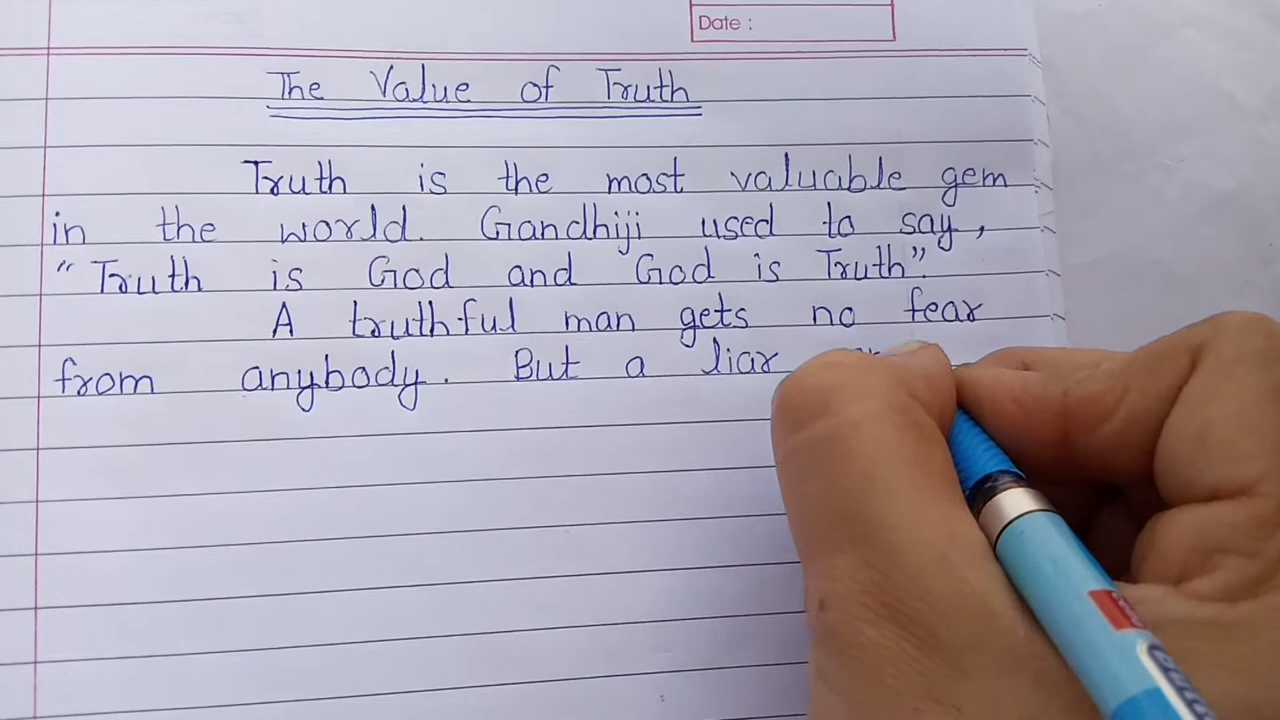 Date :
The Value of Truth
Truth is the most valuable gem
in the world. Gandhiji used to say,
"Truth is God and God is Truth".
A truthful man gets no fear
from anybody. But a liar